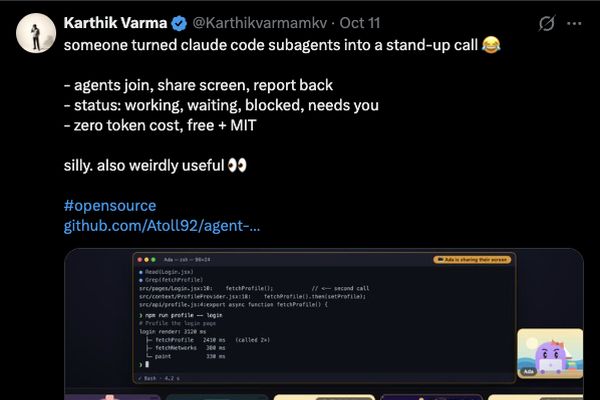 Karthik Varma @Karthikvarmamkv · Oct 11
someone turned claude code subagents into a stand-up call 😂
- agents join, share screen, report back
- status: working, waiting, blocked, needs you
- zero token cost, free + MIT
silly. also weirdly useful 👀
#opensource
github.com/Atoll92/agent-...
Ada — zsh — 96×24
Ada is sharing their screen
Read(Login.jsx)
Grep(fetchProfile)
src/pages/Login.jsx:18: fetchProfile(); // <── second call
src/context/ProfileProvider.jsx:18: fetchProfile().then(setProfile);
src/api/profile.js:4:export async function fetchProfile() {
❯ npm run profile -- login
# Profile the login page
login render: 3120 ms
├─ fetchProfile 2410 ms (called 2×)
├─ fetchNetworks 380 ms
└─ paint 330 ms
❯
✓ Bash · 4.2 s
Ada